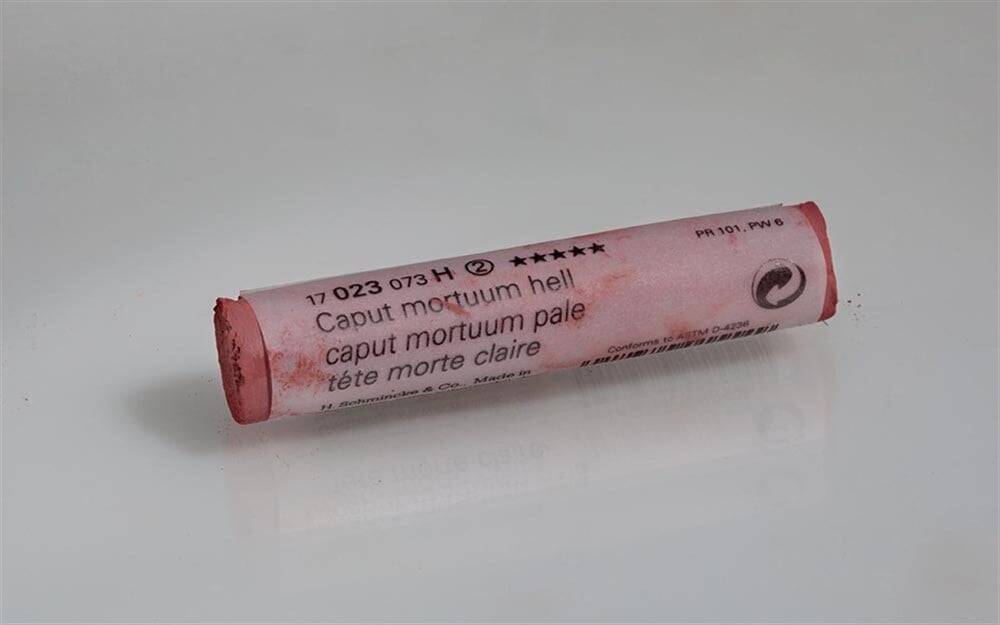 17 023 073 H ② ★★★★★
PR 101, PW 6
Caput mortuum hell
caput mortuum pale
téte morte claire
H. Schmincke & Co., Made in
Conforms to ASTM D-4236